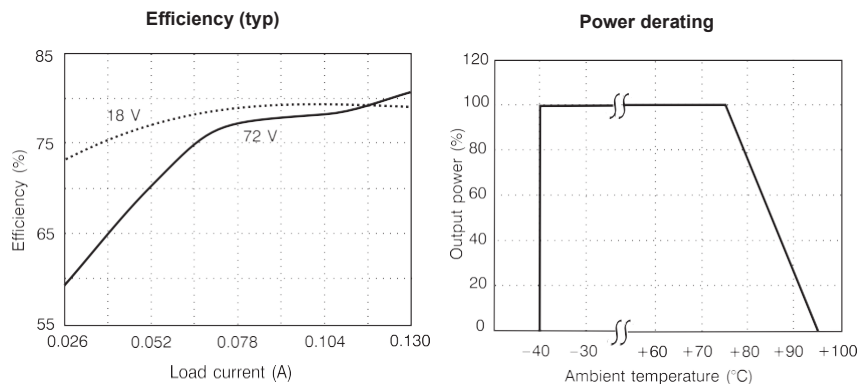 Efficiency (typ)
85
75
65
55
Efficiency (%)
18 V
72 V
0.026 0.052 0.078 0.104 0.130
Load current (A)
Power derating
120
100
80
60
40
20
0
Output power (%)
−40 −30 +60 +70 +80 +90 +100
Ambient temperature (°C)